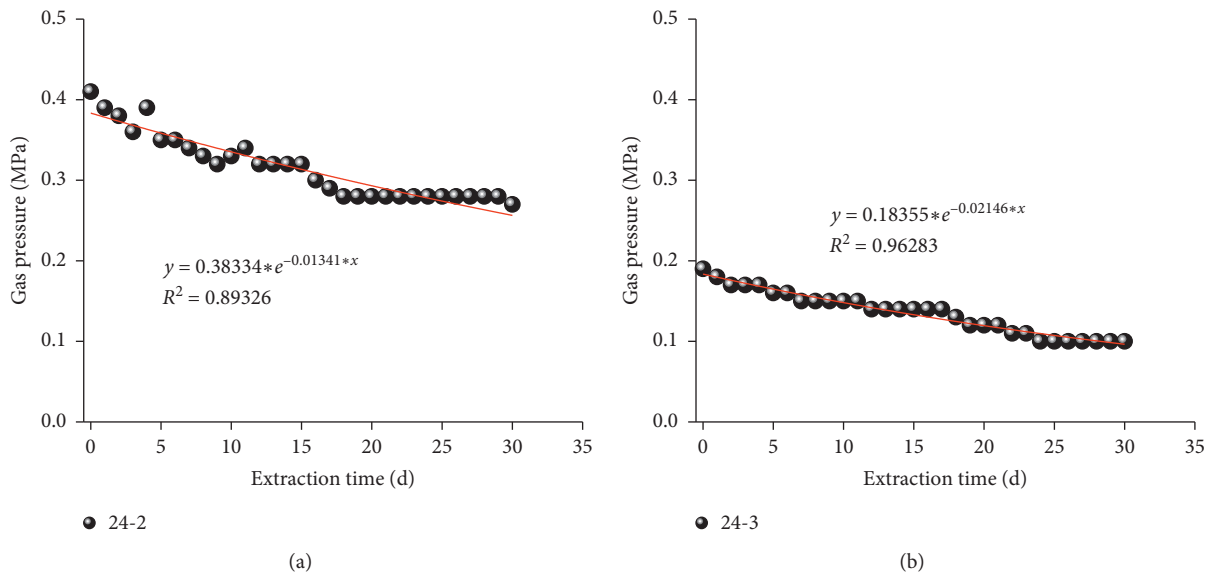 0.5
0.4
0.3
0.2
0.1
0.0
Gas pressure (MPa)
y = 0.38334∗e^−0.01341∗x
R² = 0.89326
0 5 10 15 20 25 30 35
Extraction time (d)
24-2
(a)
0.5
0.4
0.3
0.2
0.1
0.0
Gas pressure (MPa)
y = 0.18355∗e^−0.02146∗x
R² = 0.96283
0 5 10 15 20 25 30 35
Extraction time (d)
24-3
(b)